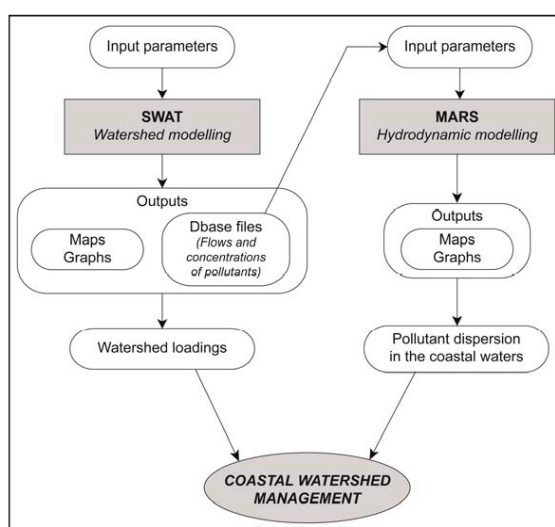 Input parameters
SWAT
Watershed modelling
Outputs
Maps
Graphs
Dbase files
(Flows and
concentrations
of pollutants)
Watershed loadings
Input parameters
MARS
Hydrodynamic modelling
Outputs
Maps
Graphs
Pollutant dispersion
in the coastal waters
COASTAL WATERSHED
MANAGEMENT